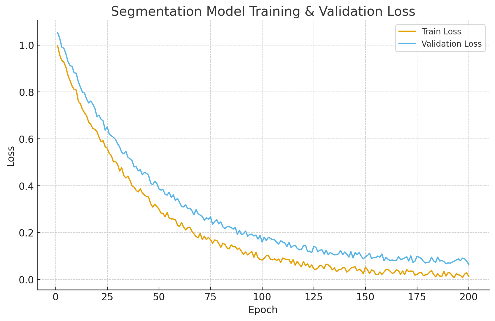 Segmentation Model Training & Validation Loss
Train Loss
Validation Loss
Loss
1.0
0.8
0.6
0.4
0.2
0.0
0 25 50 75 100 125 150 175 200
Epoch